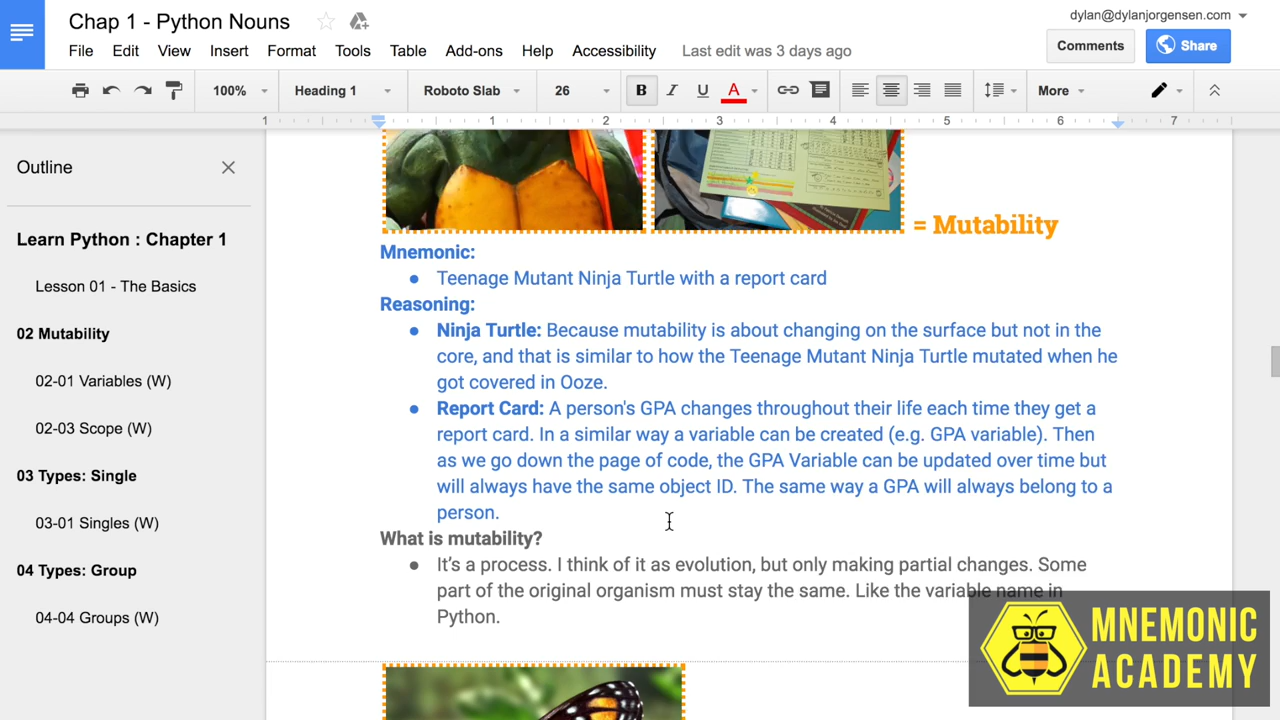 Chap 1 - Python Nouns
dylan@dylanjorgensen.com
File Edit View Insert Format Tools Table Add-ons Help Accessibility Last edit was 3 days ago
Comments
Share
100% Heading 1 Roboto Slab 26 B I U A More
1 1 2 3 4 5 6 7
Outline
Learn Python : Chapter 1
Lesson 01 - The Basics
02 Mutability
02-01 Variables (W)
02-03 Scope (W)
03 Types: Single
03-01 Singles (W)
04 Types: Group
04-04 Groups (W)
= Mutability
Mnemonic:
● Teenage Mutant Ninja Turtle with a report card
Reasoning:
● Ninja Turtle: Because mutability is about changing on the surface but not in the
core, and that is similar to how the Teenage Mutant Ninja Turtle mutated when he
got covered in Ooze.
● Report Card: A person's GPA changes throughout their life each time they get a
report card. In a similar way a variable can be created (e.g. GPA variable). Then
as we go down the page of code, the GPA Variable can be updated over time but
will always have the same object ID. The same way a GPA will always belong to a
person.
What is mutability?
● It's a process. I think of it as evolution, but only making partial changes. Some
part of the original organism must stay the same. Like the variable name in
Python.
MNEMONIC
ACADEMY